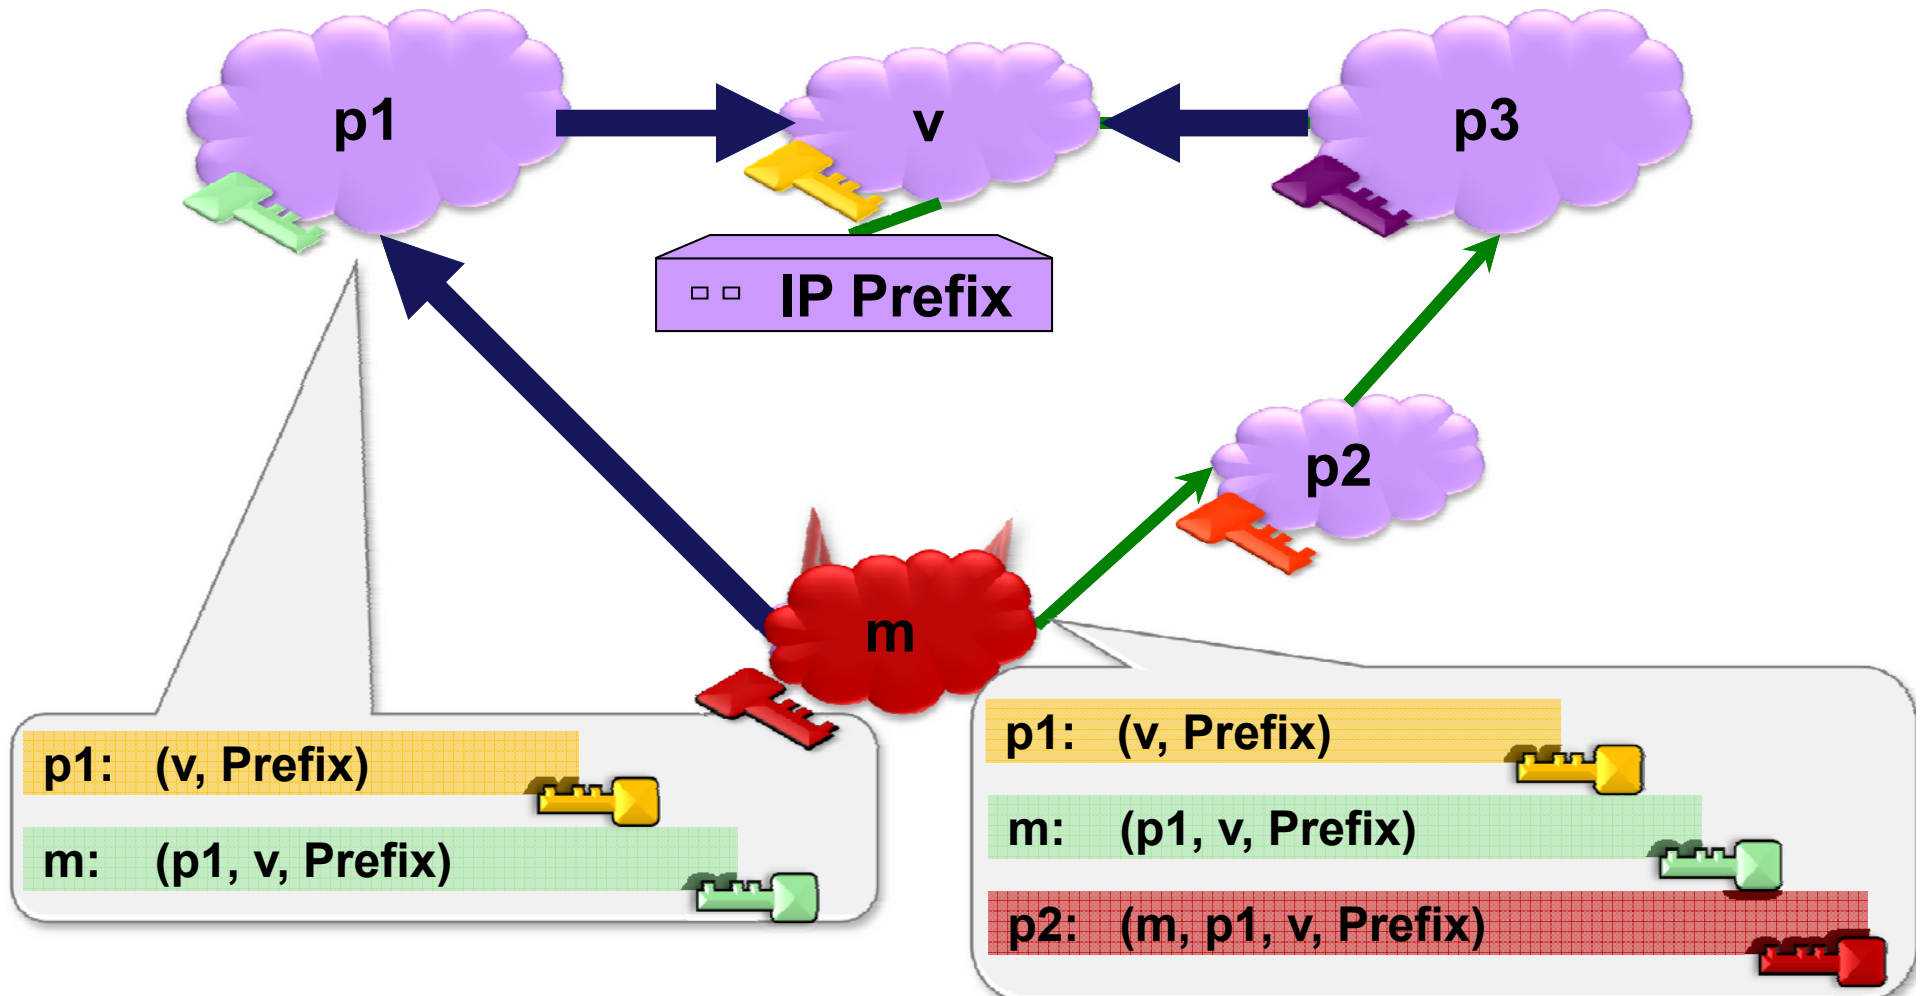 p1
v
p3
IP Prefix
p2
m
p1: (v, Prefix)
m: (p1, v, Prefix)
p1: (v, Prefix)
m: (p1, v, Prefix)
p2: (m, p1, v, Prefix)